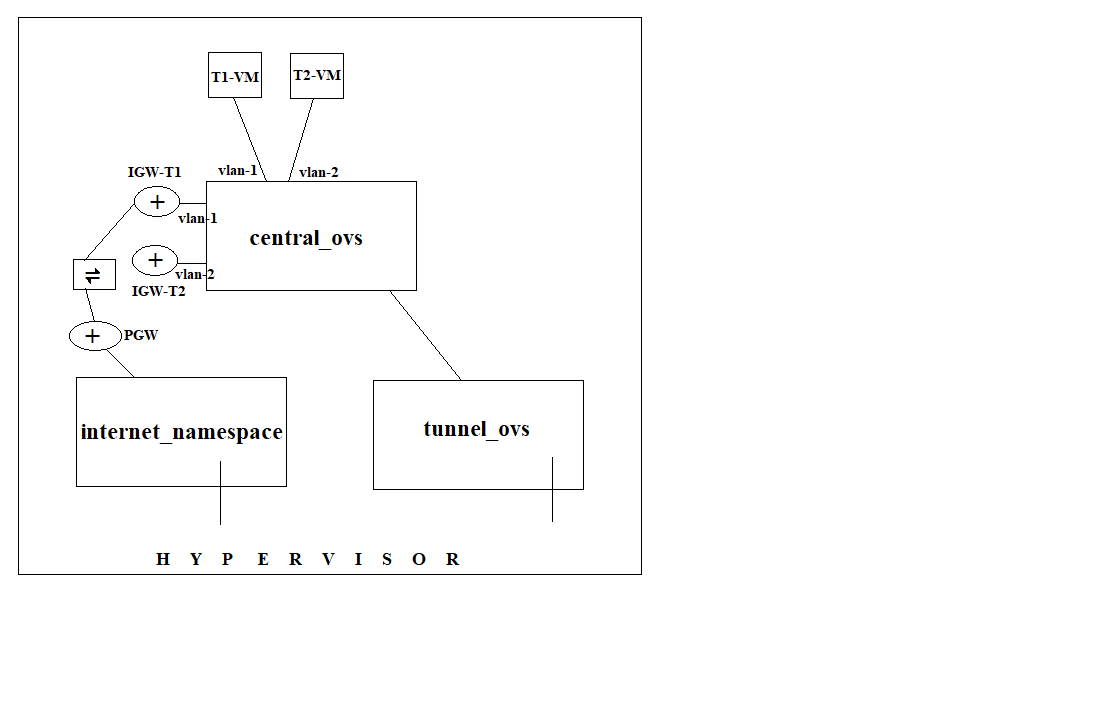 T1-VM
T2-VM
IGW-T1
vlan-1
vlan-2
+
vlan-1
central_ovs
+
vlan-2
⇌
IGW-T2
+
PGW
internet_namespace
tunnel_ovs
H Y P E R V I S O R